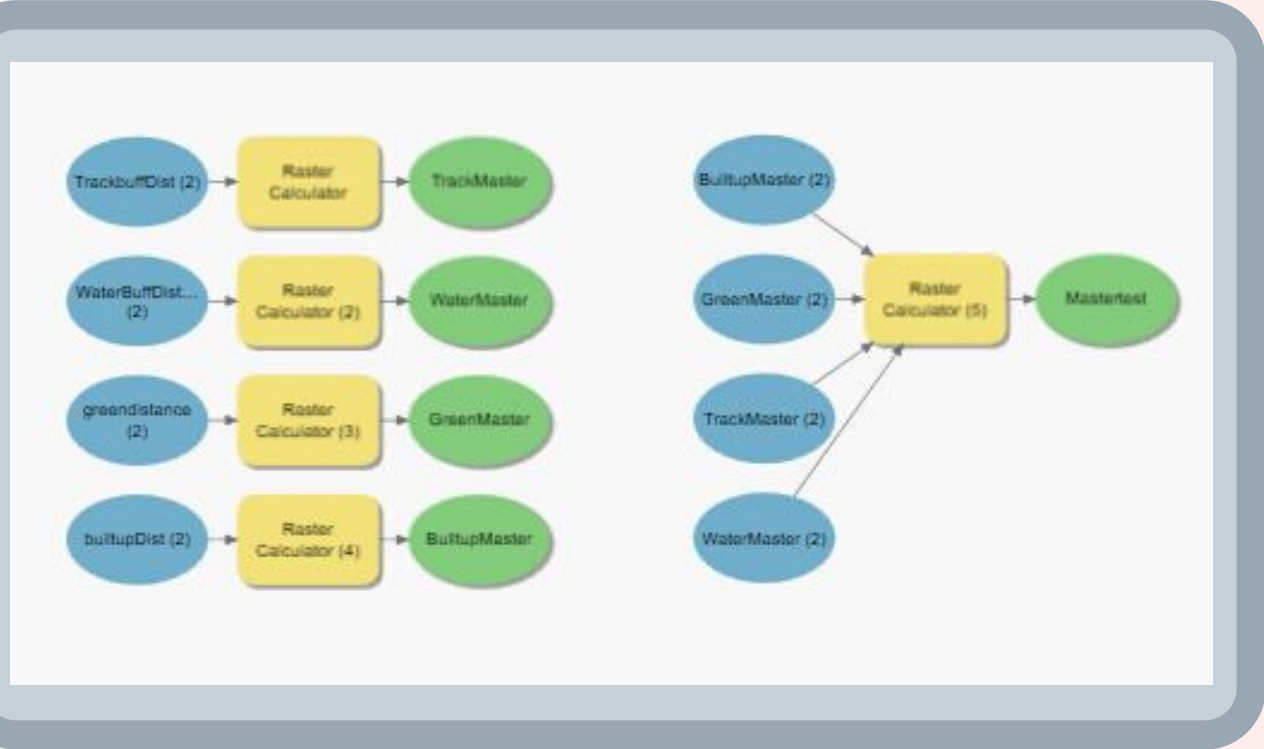 TrackbuffDist (2)
Raster
Calculator
TrackMaster
WaterBuffDist...
(2)
Raster
Calculator (2)
WaterMaster
greendistance
(2)
Raster
Calculator (3)
GreenMaster
builtupDist (2)
Raster
Calculator (4)
BuiltupMaster
BuiltupMaster (2)
GreenMaster (2)
TrackMaster (2)
WaterMaster (2)
Raster
Calculator (5)
Mastertest